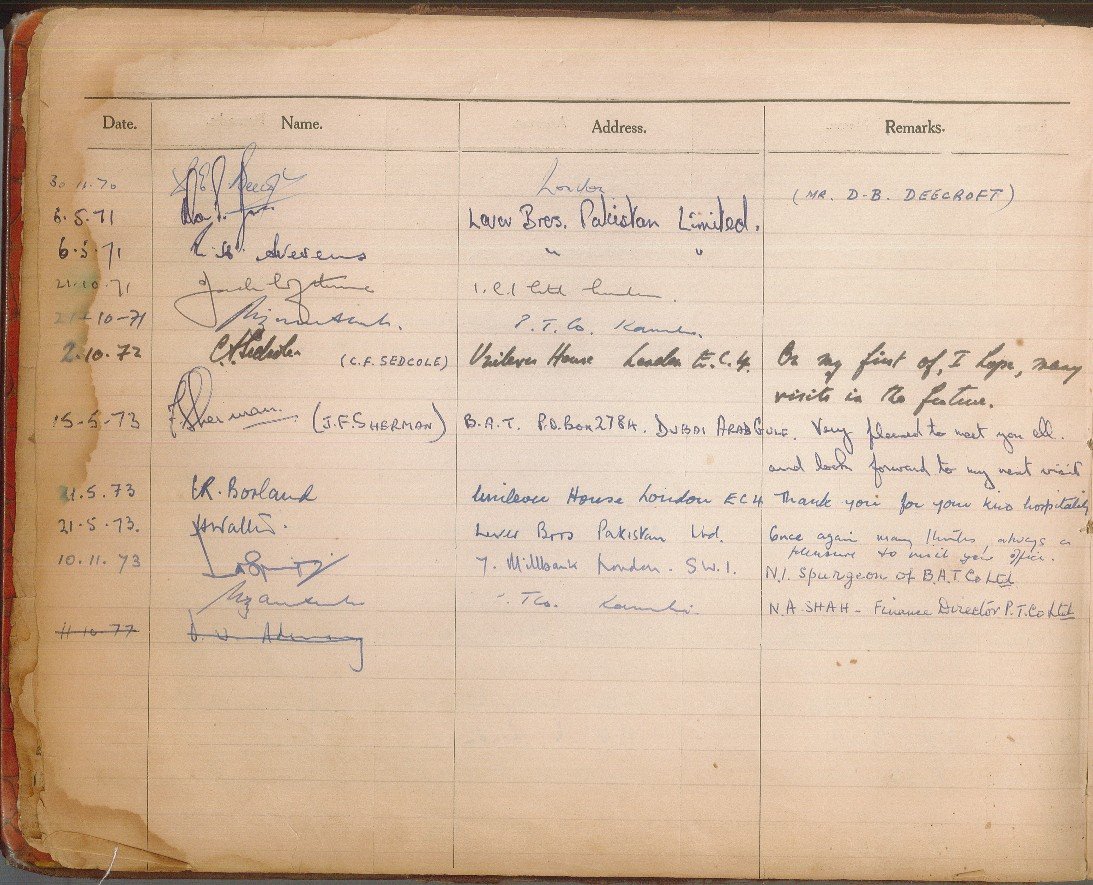 Date. Name. Address. Remarks.
30.11.70 London (MR. D-B. DEECROFT)
6.5.71 Lever Bros. Pakistan Limited.
6.5.71 " "
21.10.71 I.C.I Ltd London.
21-10-71 P.T.Co. Karachi.
2.10.72 C.F. Sedcole (C.F. SEDCOLE) Unilever House London E.C.4. On my first of, I hope, many
visits in the future.
15-5-73 J.F. Sherman (J.F. SHERMAN) B.A.T. P.O. Box 2784. DUBAI ARAB GULF. Very pleased to meet you all.
and look forward to my next visit
21.5.73 R. Borland Unilever House London EC4 Thank you for your kind hospitality
21.5.73. Lever Bros Pakistan Ltd. Once again many thanks always a
pleasure to visit your office.
10.11.73 7. Millbank London. S.W.1. N.I. Spurgeon of B.A.T. Co Ltd
P.T.Co. Karachi. N.A SHAH - Finance Director P.T.Co Ltd
11.10.77